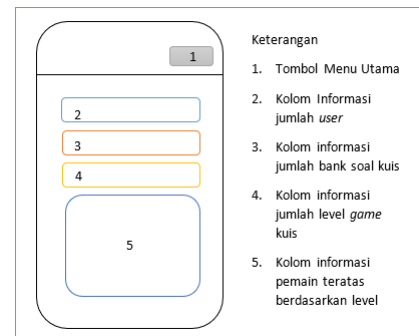 1
2
3
4
5
Keterangan
1. Tombol Menu Utama
2. Kolom Informasi
jumlah user
3. Kolom informasi
jumlah bank soal kuis
4. Kolom informasi
jumlah level game
kuis
5. Kolom informasi
pemain teratas
berdasarkan level